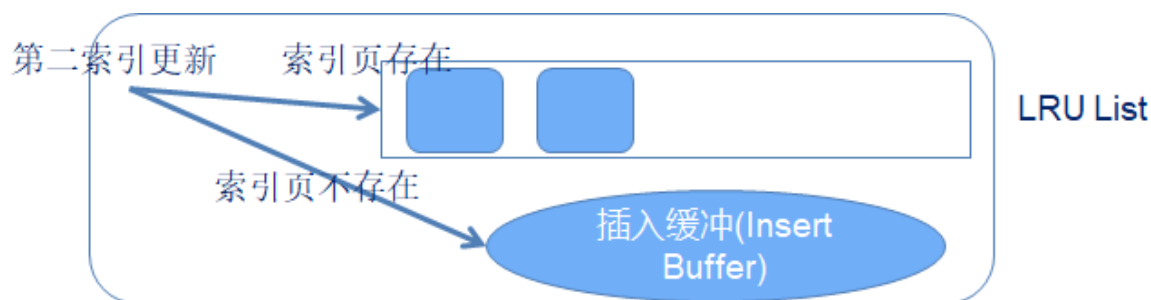 第二索引更新
索引页存在
LRU List
索引页不存在
插入缓冲(Insert
Buffer)